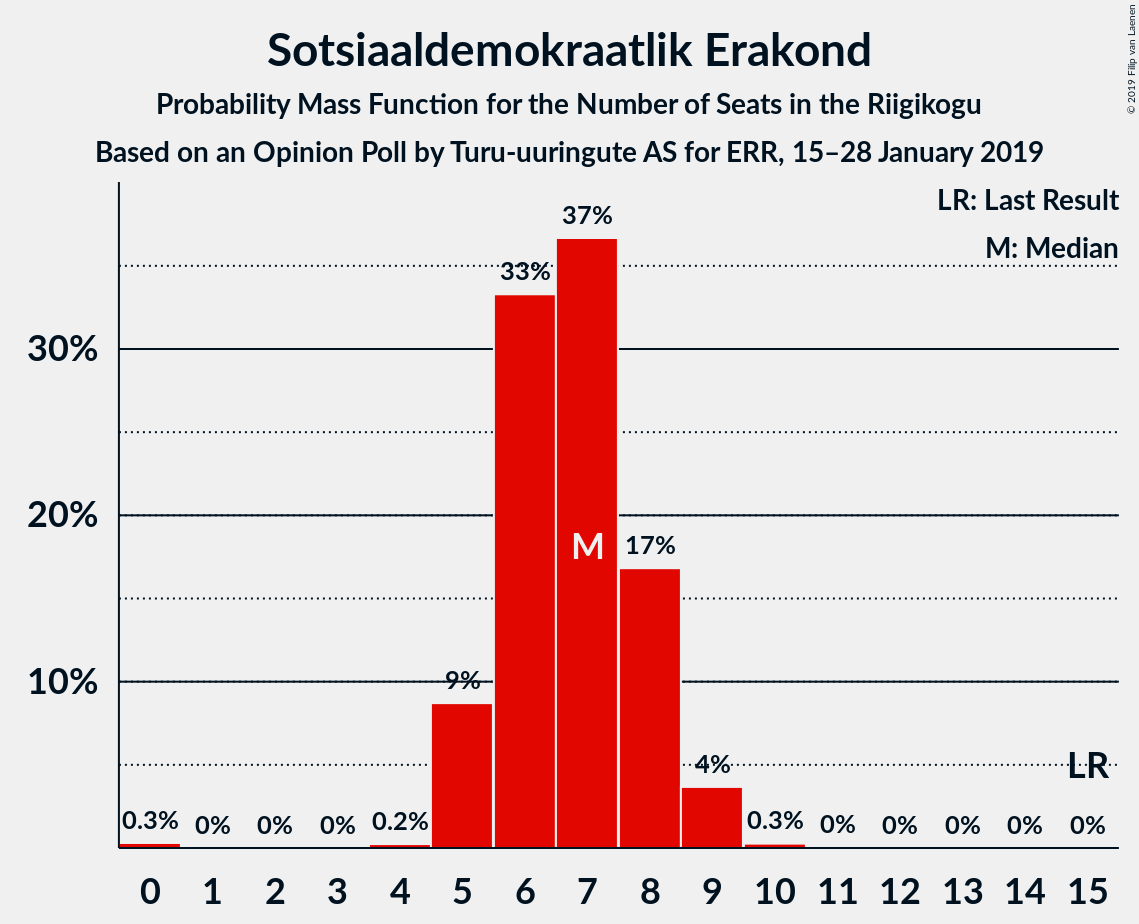 Sotsiaaldemokraatlik Erakond
Probability Mass Function for the Number of Seats in the Riigikogu
Based on an Opinion Poll by Turu-uuringute AS for ERR, 15–28 January 2019
© 2019 Filip van Laenen
LR: Last Result
M: Median
37%
33%
30%
20%
M
17%
10%
9%
4%
LR
0.3% 0% 0% 0% 0.2% 0.3% 0% 0% 0% 0% 0%
0 1 2 3 4 5 6 7 8 9 10 11 12 13 14 15